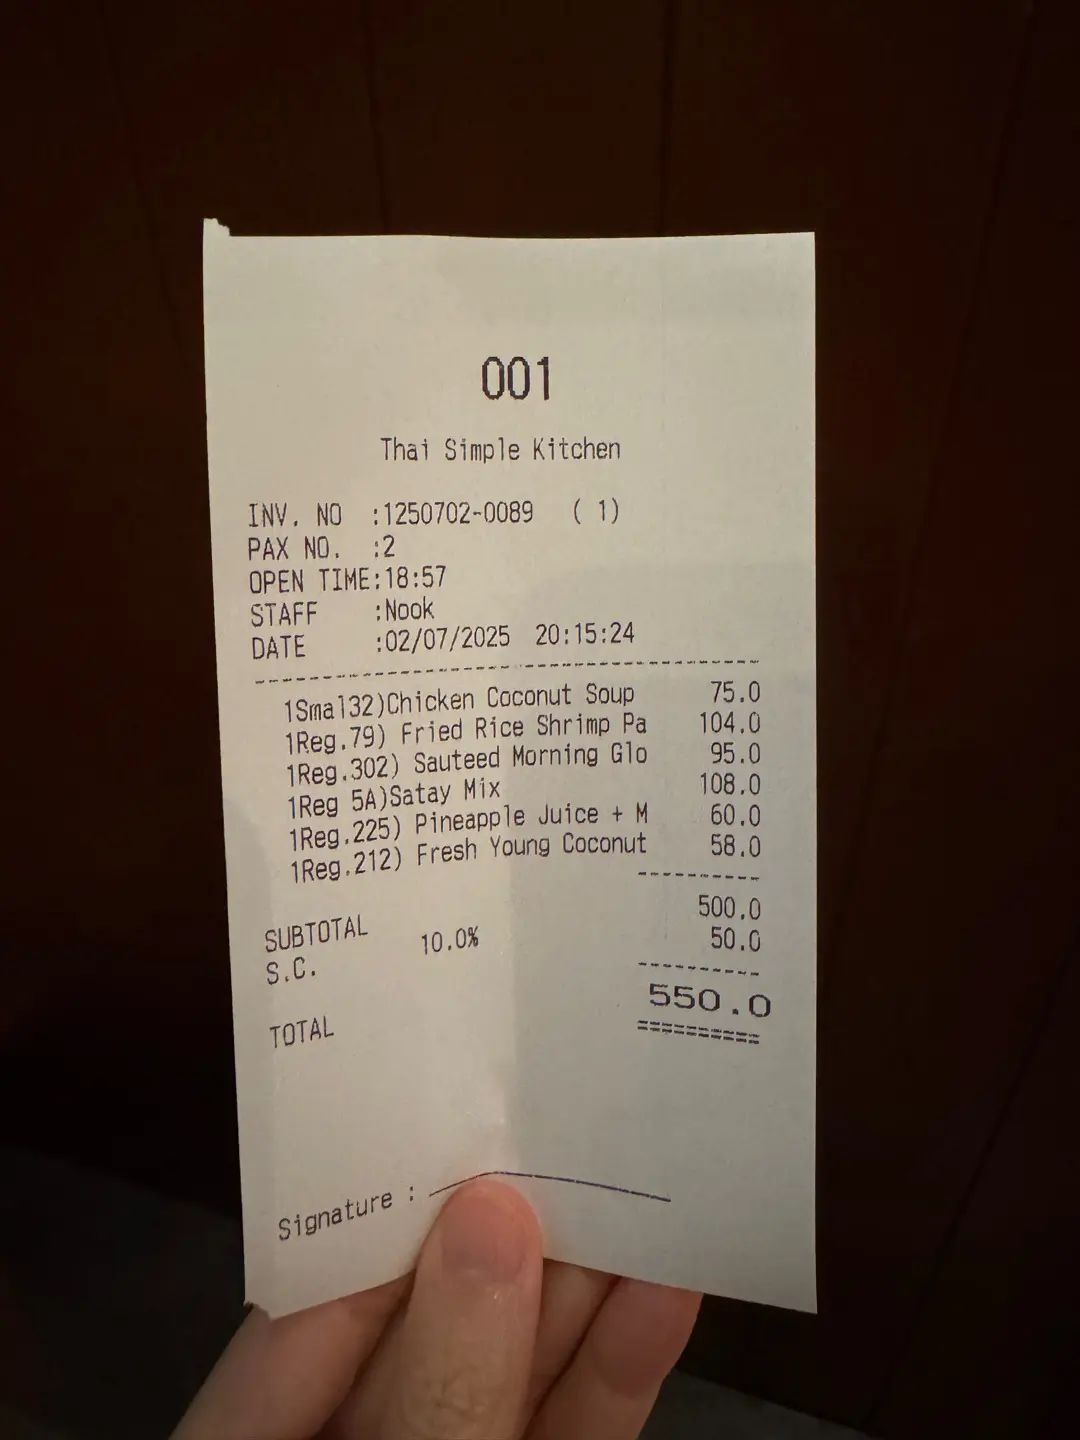 001
Thai Simple Kitchen
INV. NO :1250702-0089 ( 1)
PAX NO. :2
OPEN TIME:18:57
STAFF :Nook
DATE :02/07/2025 20:15:24
1Smal32)Chicken Coconut Soup 75.0
1Reg.79) Fried Rice Shrimp Pa 104.0
1Reg.302) Sauteed Morning Glo 95.0
1Reg 5A)Satay Mix 108.0
1Reg.225) Pineapple Juice + M 60.0
1Reg.212) Fresh Young Coconut 58.0
SUBTOTAL 500.0
S.C. 10.0% 50.0
TOTAL 550.0
Signature :